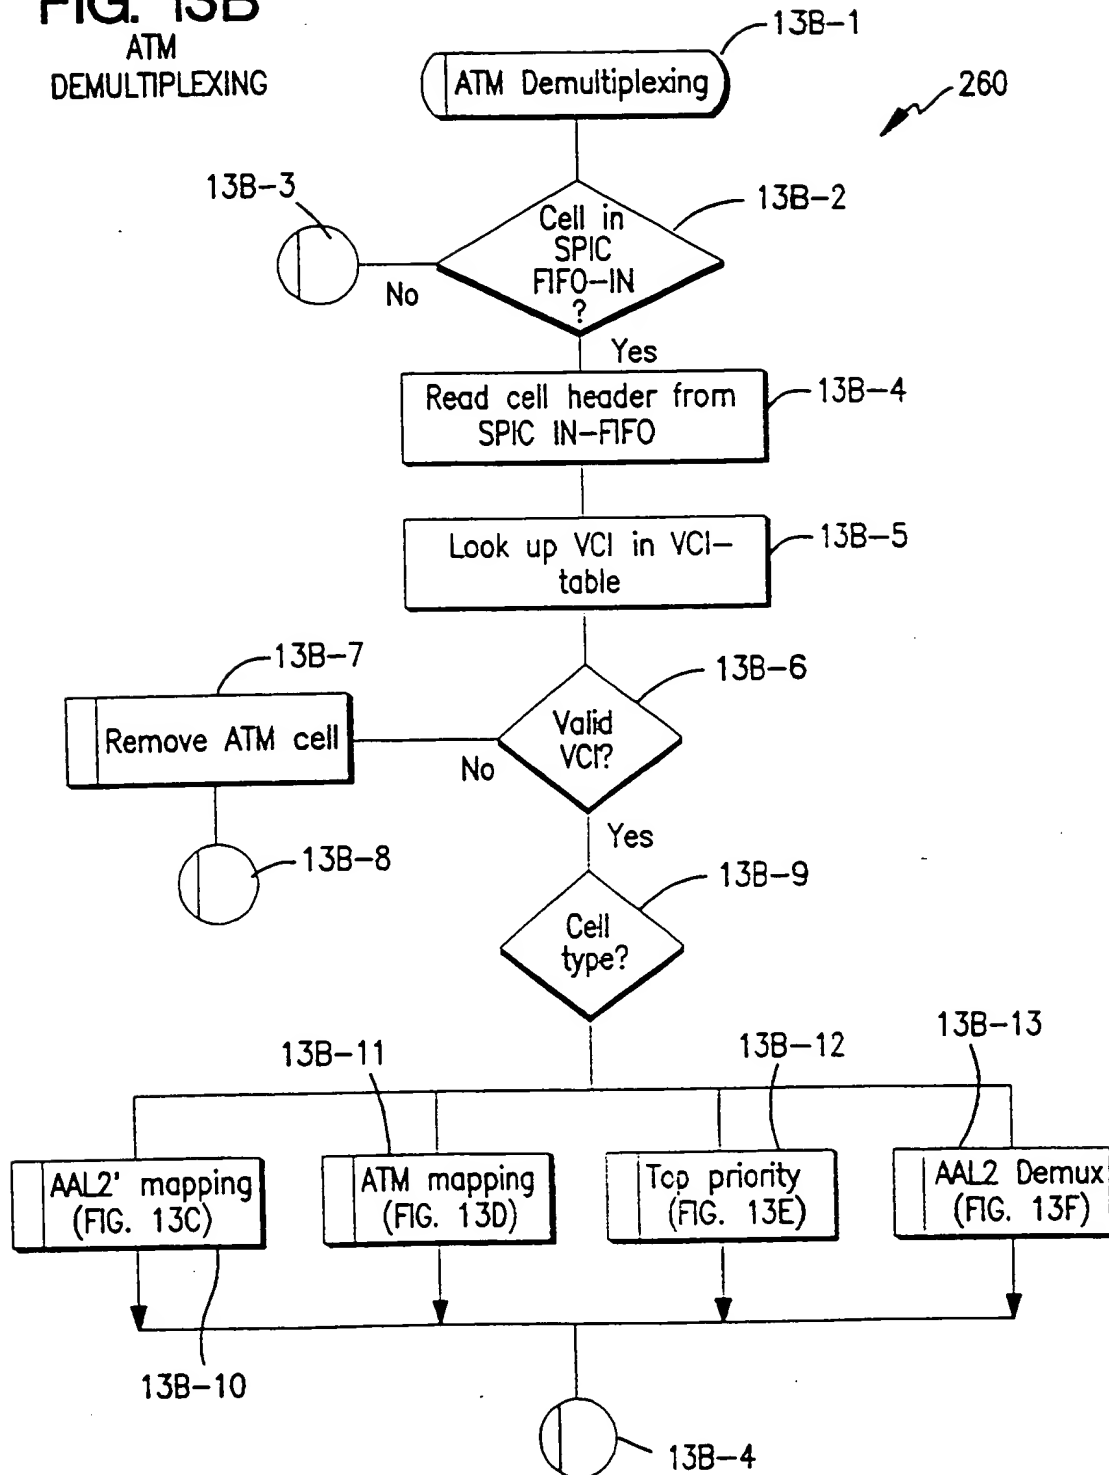 FIG. 13B
ATM
DEMULTIPLEXING
13B-1
ATM Demultiplexing
260
13B-3
13B-2
Cell in
SPIC
FIFO-IN
?
No
Yes
Read cell header from
SPIC IN-FIFO
13B-4
Look up VCI in VCI-
table
13B-5
13B-7
13B-6
Remove ATM cell
Valid
VCI?
No
Yes
13B-8
13B-9
Cell
type?
13B-11
13B-12
13B-13
AAL2' mapping
(FIG. 13C)
ATM mapping
(FIG. 13D)
Top priority
(FIG. 13E)
AAL2 Demux
(FIG. 13F)
13B-10
13B-4